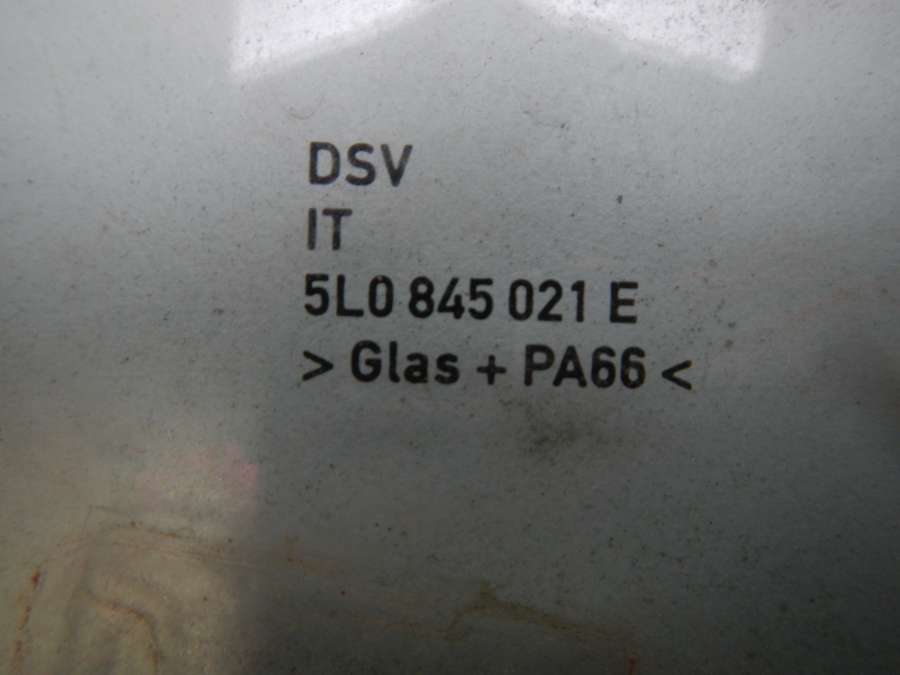 DSV
IT
5L0 845 021 E
> Glas + PA66 <